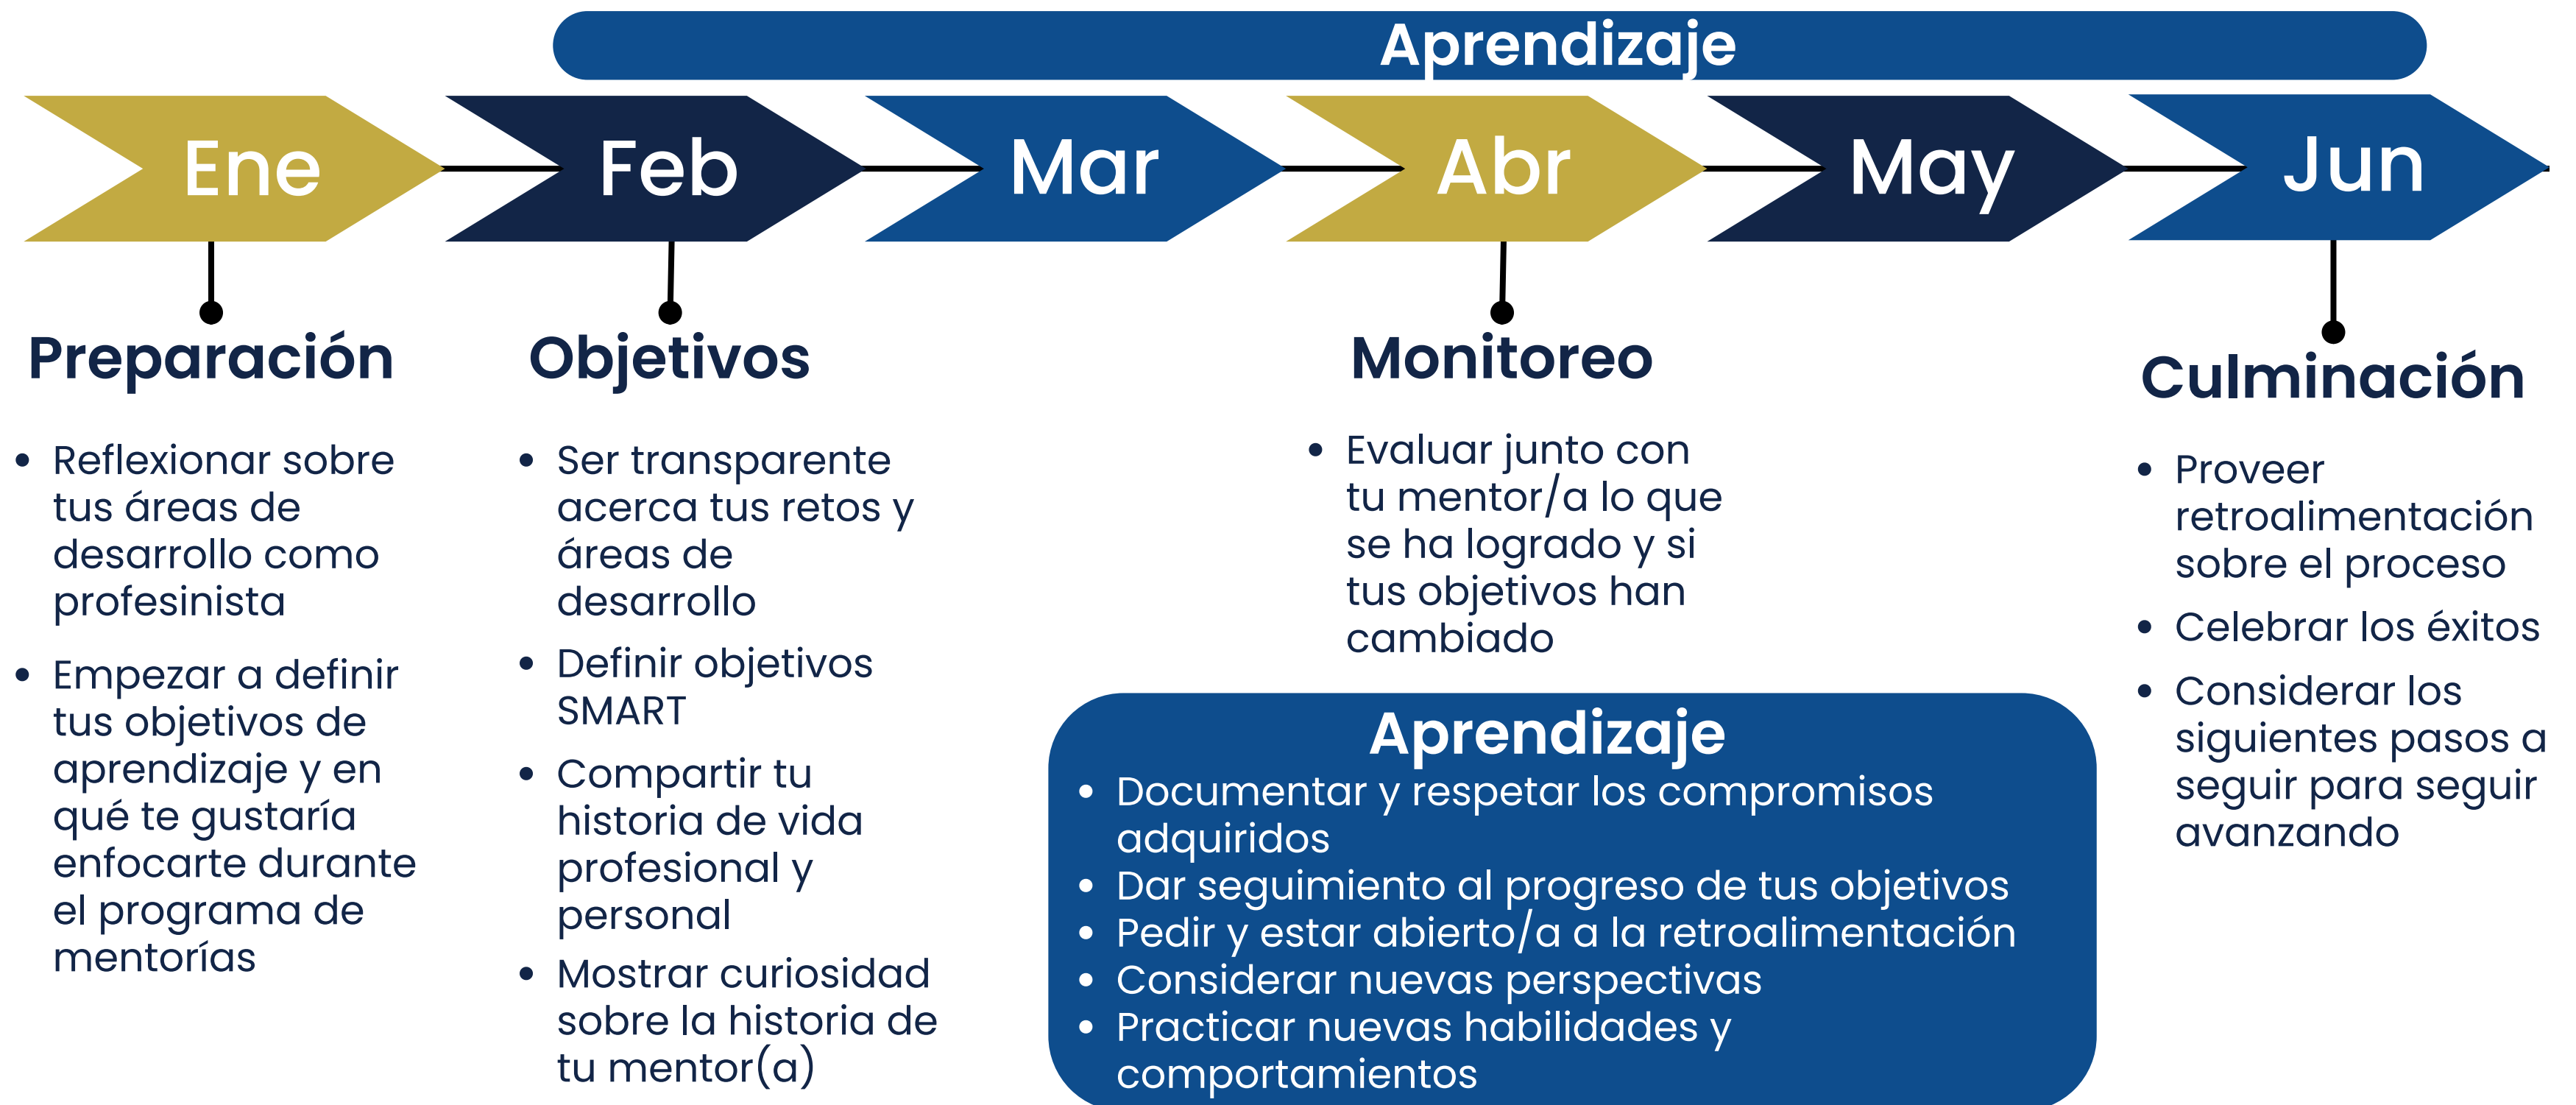 Aprendizaje
Ene
Feb
Mar
Abr
May
Jun
Preparación
• Reflexionar sobre
tus áreas de
desarrollo como
profesinista
• Empezar a definir
tus objetivos de
aprendizaje y en
qué te gustaría
enfocarte durante
el programa de
mentorías
Objetivos
• Ser transparente
acerca tus retos y
áreas de
desarrollo
• Definir objetivos
SMART
• Compartir tu
historia de vida
profesional y
personal
• Mostrar curiosidad
sobre la historia de
tu mentor(a)
Monitoreo
• Evaluar junto con
tu mentor/a lo que
se ha logrado y si
tus objetivos han
cambiado
Aprendizaje
• Documentar y respetar los compromisos
adquiridos
• Dar seguimiento al progreso de tus objetivos
• Pedir y estar abierto/a a la retroalimentación
• Considerar nuevas perspectivas
• Practicar nuevas habilidades y
comportamientos
Culminación
• Proveer
retroalimentación
sobre el proceso
• Celebrar los éxitos
• Considerar los
siguientes pasos a
seguir para seguir
avanzando